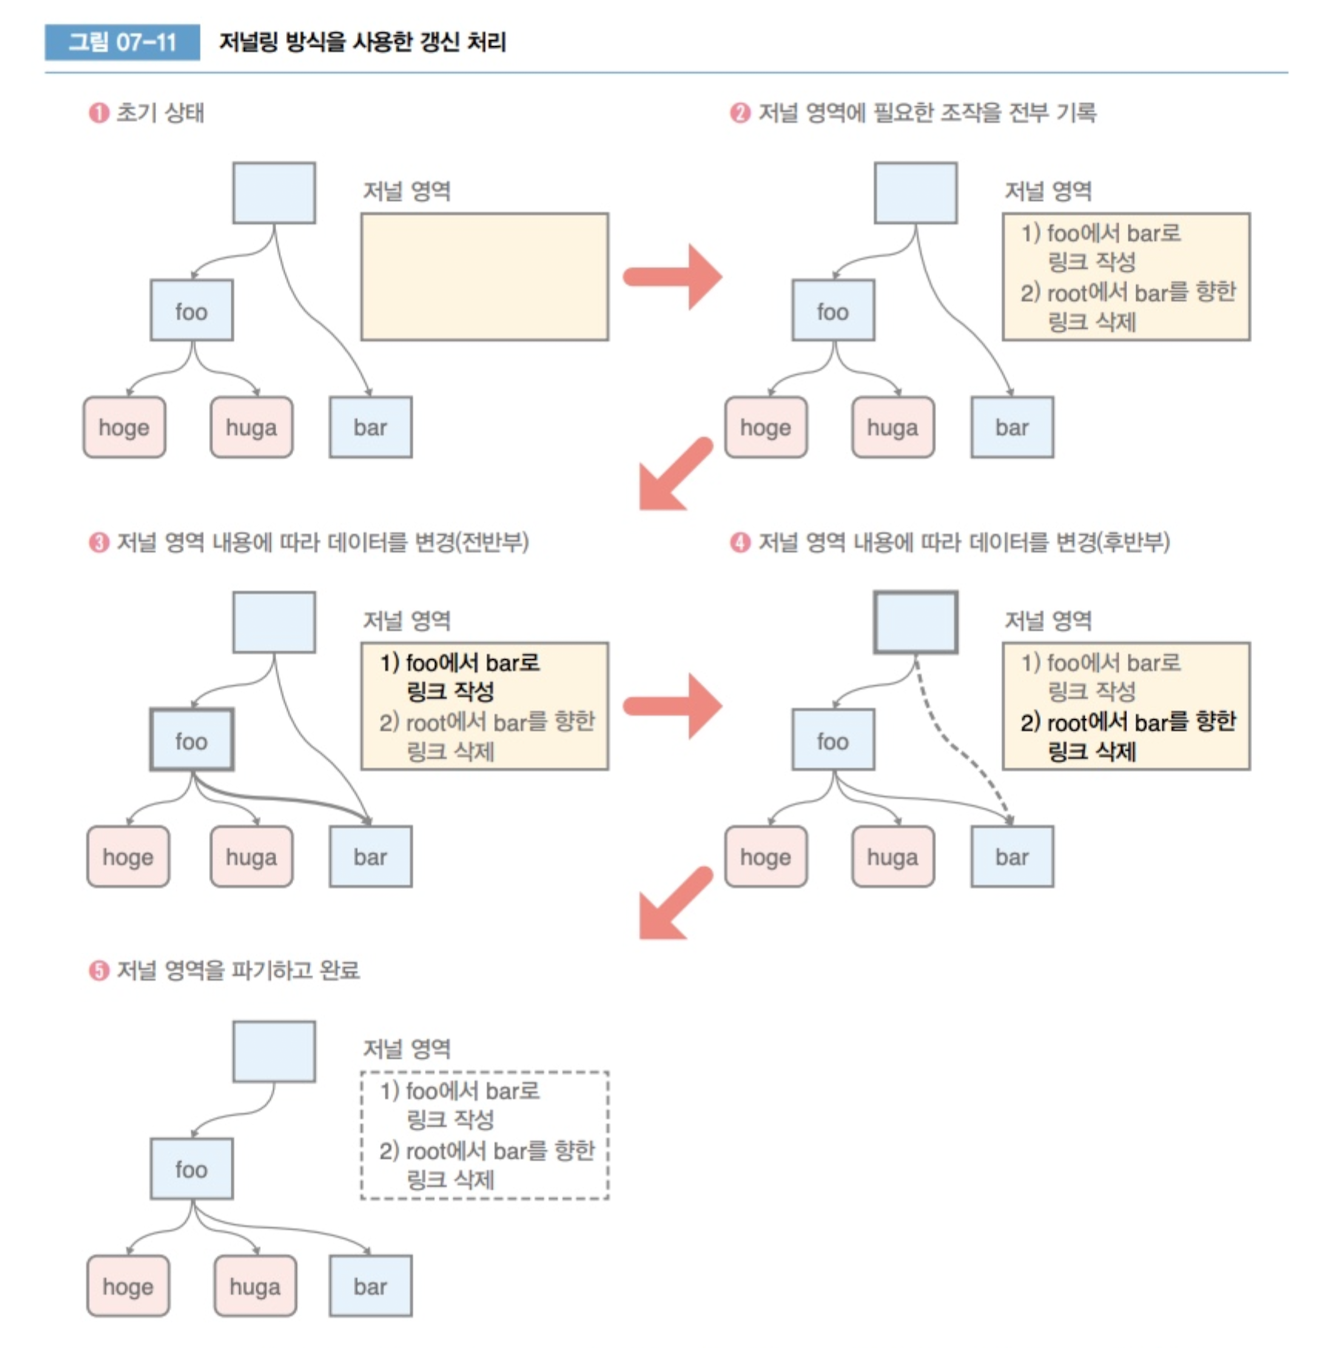 그림 07-11 저널링 방식을 사용한 갱신 처리
❶ 초기 상태
저널 영역
foo
hoge
huga
bar
❷ 저널 영역에 필요한 조작을 전부 기록
저널 영역
1) foo에서 bar로
링크 작성
2) root에서 bar를 향한
링크 삭제
foo
hoge
huga
bar
❸ 저널 영역 내용에 따라 데이터를 변경(전반부)
저널 영역
1) foo에서 bar로
링크 작성
2) root에서 bar를 향한
링크 삭제
foo
hoge
huga
bar
❹ 저널 영역 내용에 따라 데이터를 변경(후반부)
저널 영역
1) foo에서 bar로
링크 작성
2) root에서 bar를 향한
링크 삭제
foo
hoge
huga
bar
❺ 저널 영역을 파기하고 완료
저널 영역
1) foo에서 bar로
링크 작성
2) root에서 bar를 향한
링크 삭제
foo
hoge
huga
bar